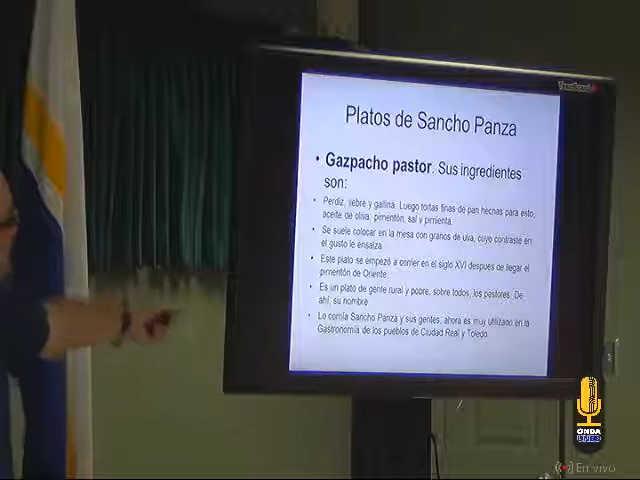 Platos de Sancho Panza
• Gazpacho pastor. Sus ingredientes
son:
• Perdiz, liebre y gallina. Luego tortas finas de pan hechas para esto,
aceite de oliva, pimentón, sal y pimienta.
• Se suele colocar en la mesa con granos de uva, cuyo contraste en
el gusto le ensalza
• Este plato se empezó a comer en el siglo XVI despues de llegar el
pimentón de Oriente.
• Es un plato de gente rural y pobre, sobre todos, los pastores. De
ahí, su nombre
• Lo comía Sancho Panza y sus gentes, ahora es muy utilizado en la
Gastronomía de los pueblos de Ciudad Real y Toledo.
ONDA
En vivo